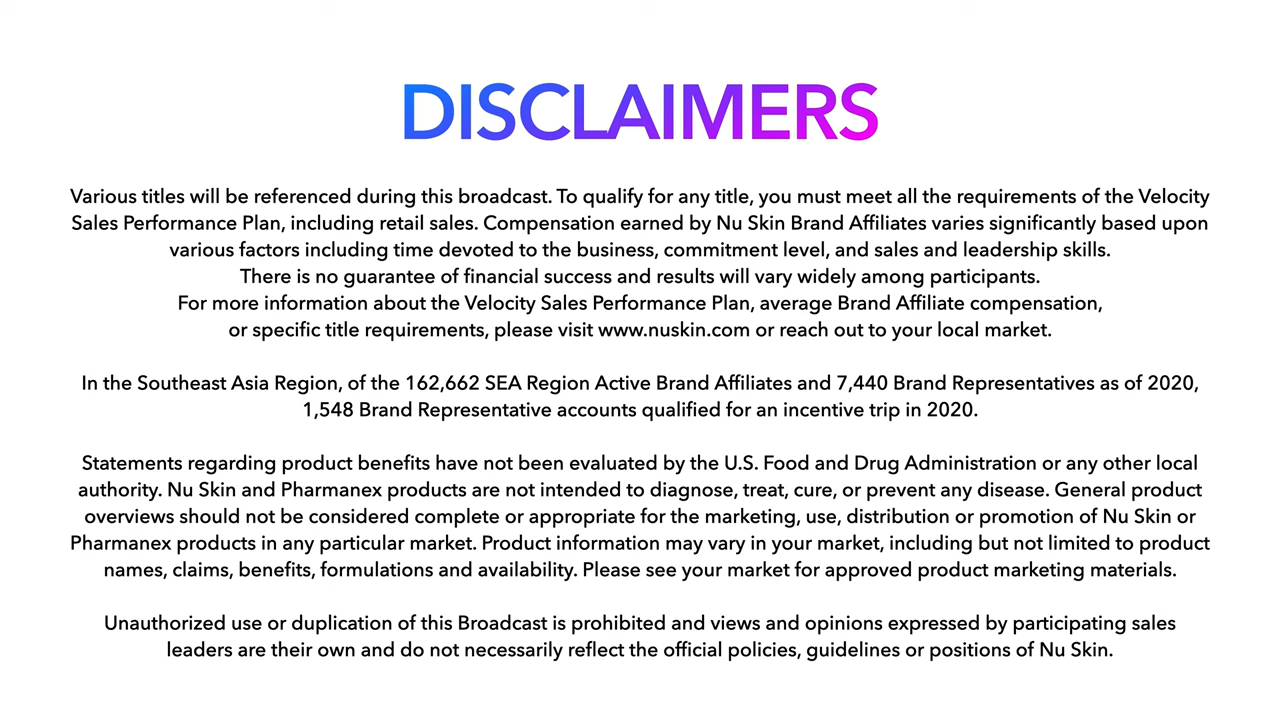 DISCLAIMERS
Various titles will be referenced during this broadcast. To qualify for any title, you must meet all the requirements of the Velocity
Sales Performance Plan, including retail sales. Compensation earned by Nu Skin Brand Affiliates varies significantly based upon
various factors including time devoted to the business, commitment level, and sales and leadership skills.
There is no guarantee of financial success and results will vary widely among participants.
For more information about the Velocity Sales Performance Plan, average Brand Affiliate compensation,
or specific title requirements, please visit www.nuskin.com or reach out to your local market.
In the Southeast Asia Region, of the 162,662 SEA Region Active Brand Affiliates and 7,440 Brand Representatives as of 2020,
1,548 Brand Representative accounts qualified for an incentive trip in 2020.
Statements regarding product benefits have not been evaluated by the U.S. Food and Drug Administration or any other local
authority. Nu Skin and Pharmanex products are not intended to diagnose, treat, cure, or prevent any disease. General product
overviews should not be considered complete or appropriate for the marketing, use, distribution or promotion of Nu Skin or
Pharmanex products in any particular market. Product information may vary in your market, including but not limited to product
names, claims, benefits, formulations and availability. Please see your market for approved product marketing materials.
Unauthorized use or duplication of this Broadcast is prohibited and views and opinions expressed by participating sales
leaders are their own and do not necessarily reflect the official policies, guidelines or positions of Nu Skin.